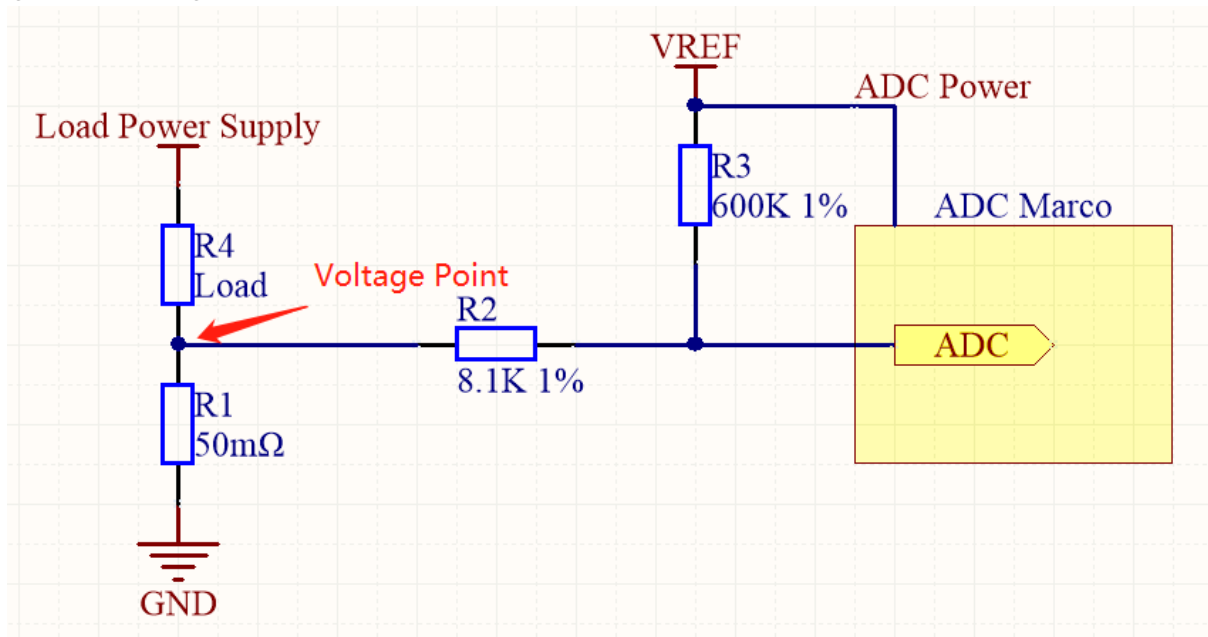 VREF
ADC Power
Load Power Supply
R3
600K 1%
ADC Marco
R4
Load
Voltage Point
R2
8.1K 1%
ADC
R1
50mΩ
GND